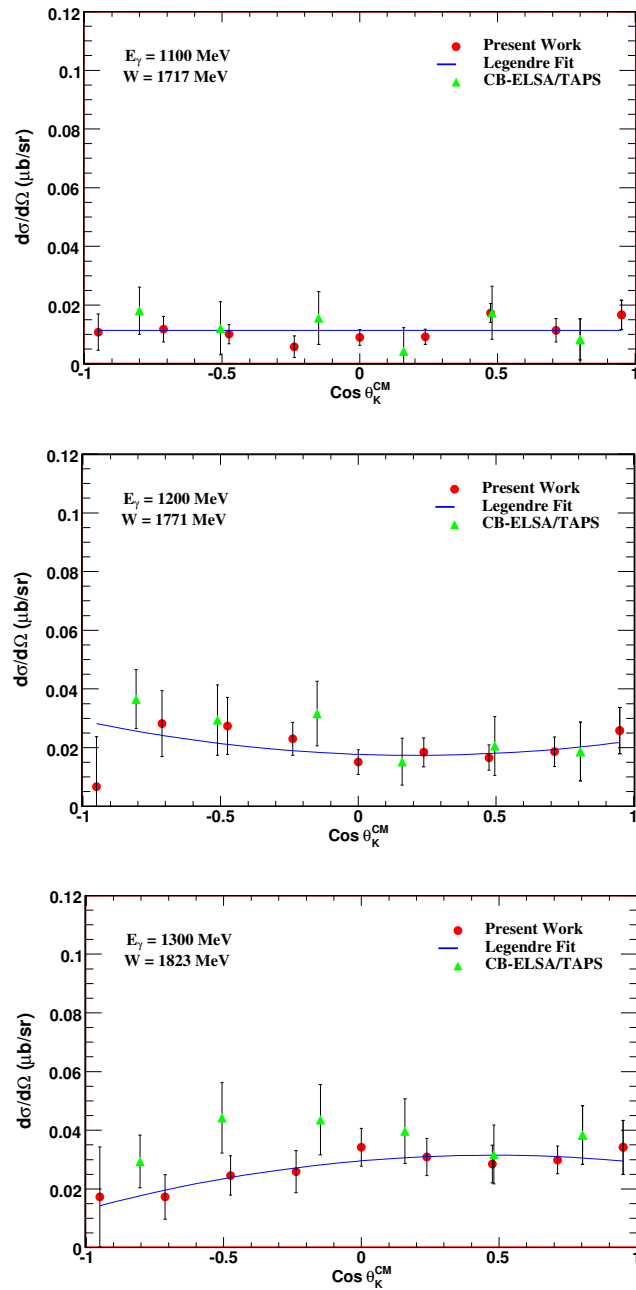 0.12
0.1
0.08
0.06
0.04
0.02
0
dσ/dΩ (μb/sr)
E_γ = 1100 MeV
W = 1717 MeV
Present Work
Legendre Fit
CB-ELSA/TAPS
-1 -0.5 0 0.5 1
Cos θ_K^CM
0.12
0.1
0.08
0.06
0.04
0.02
0
dσ/dΩ (μb/sr)
E_γ = 1200 MeV
W = 1771 MeV
Present Work
Legendre Fit
CB-ELSA/TAPS
-1 -0.5 0 0.5 1
Cos θ_K^CM
0.12
0.1
0.08
0.06
0.04
0.02
0
dσ/dΩ (μb/sr)
E_γ = 1300 MeV
W = 1823 MeV
Present Work
Legendre Fit
CB-ELSA/TAPS
-1 -0.5 0 0.5 1
Cos θ_K^CM